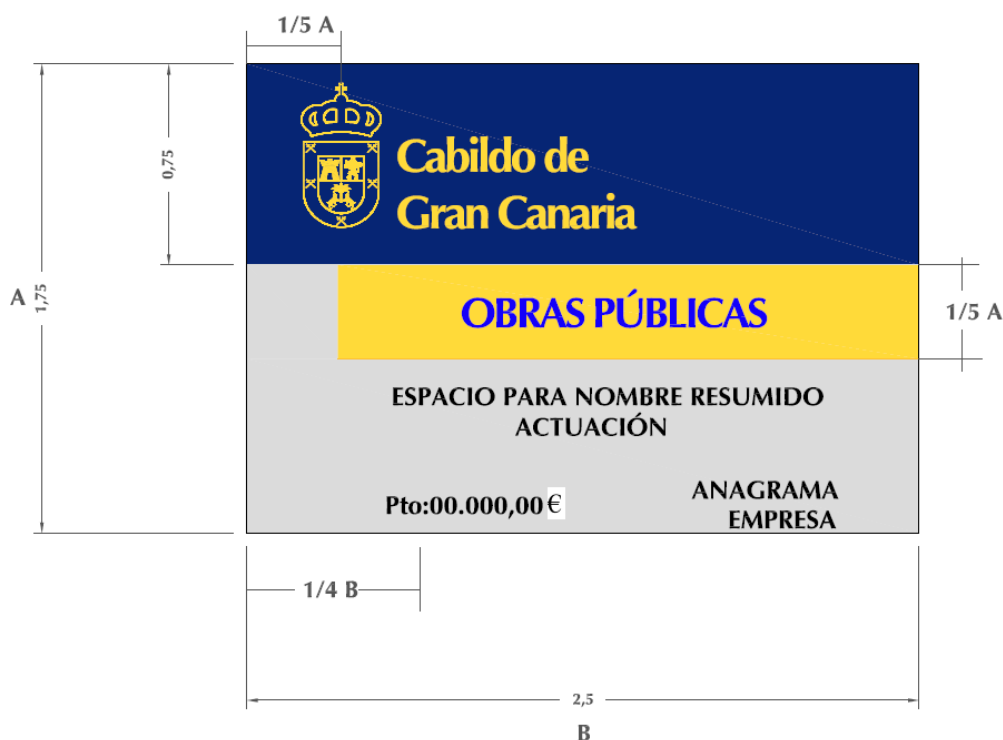 1/5 A
0,75
Cabildo de
Gran Canaria
A
1,75
OBRAS PÚBLICAS
1/5 A
ESPACIO PARA NOMBRE RESUMIDO
ACTUACIÓN
Pto:00.000,00 €
ANAGRAMA
EMPRESA
1/4 B
2,5
B